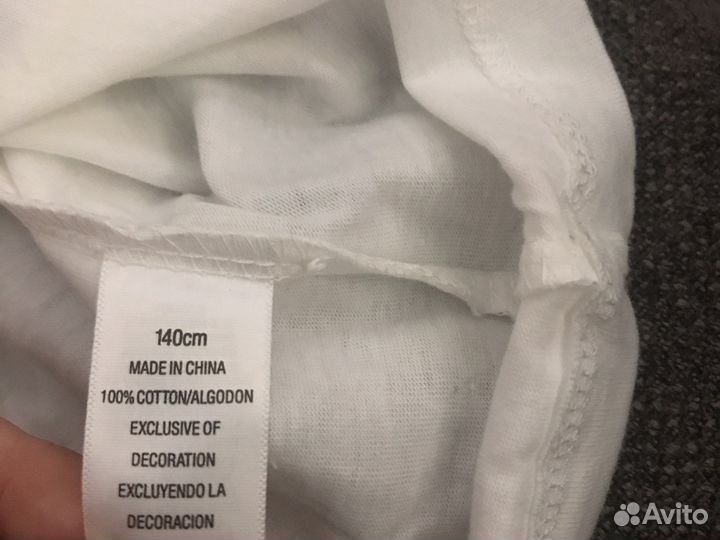 140cm
MADE IN CHINA
100% COTTON/ALGODON
EXCLUSIVE OF
DECORATION
EXCLUYENDO LA
DECORACION
Avito